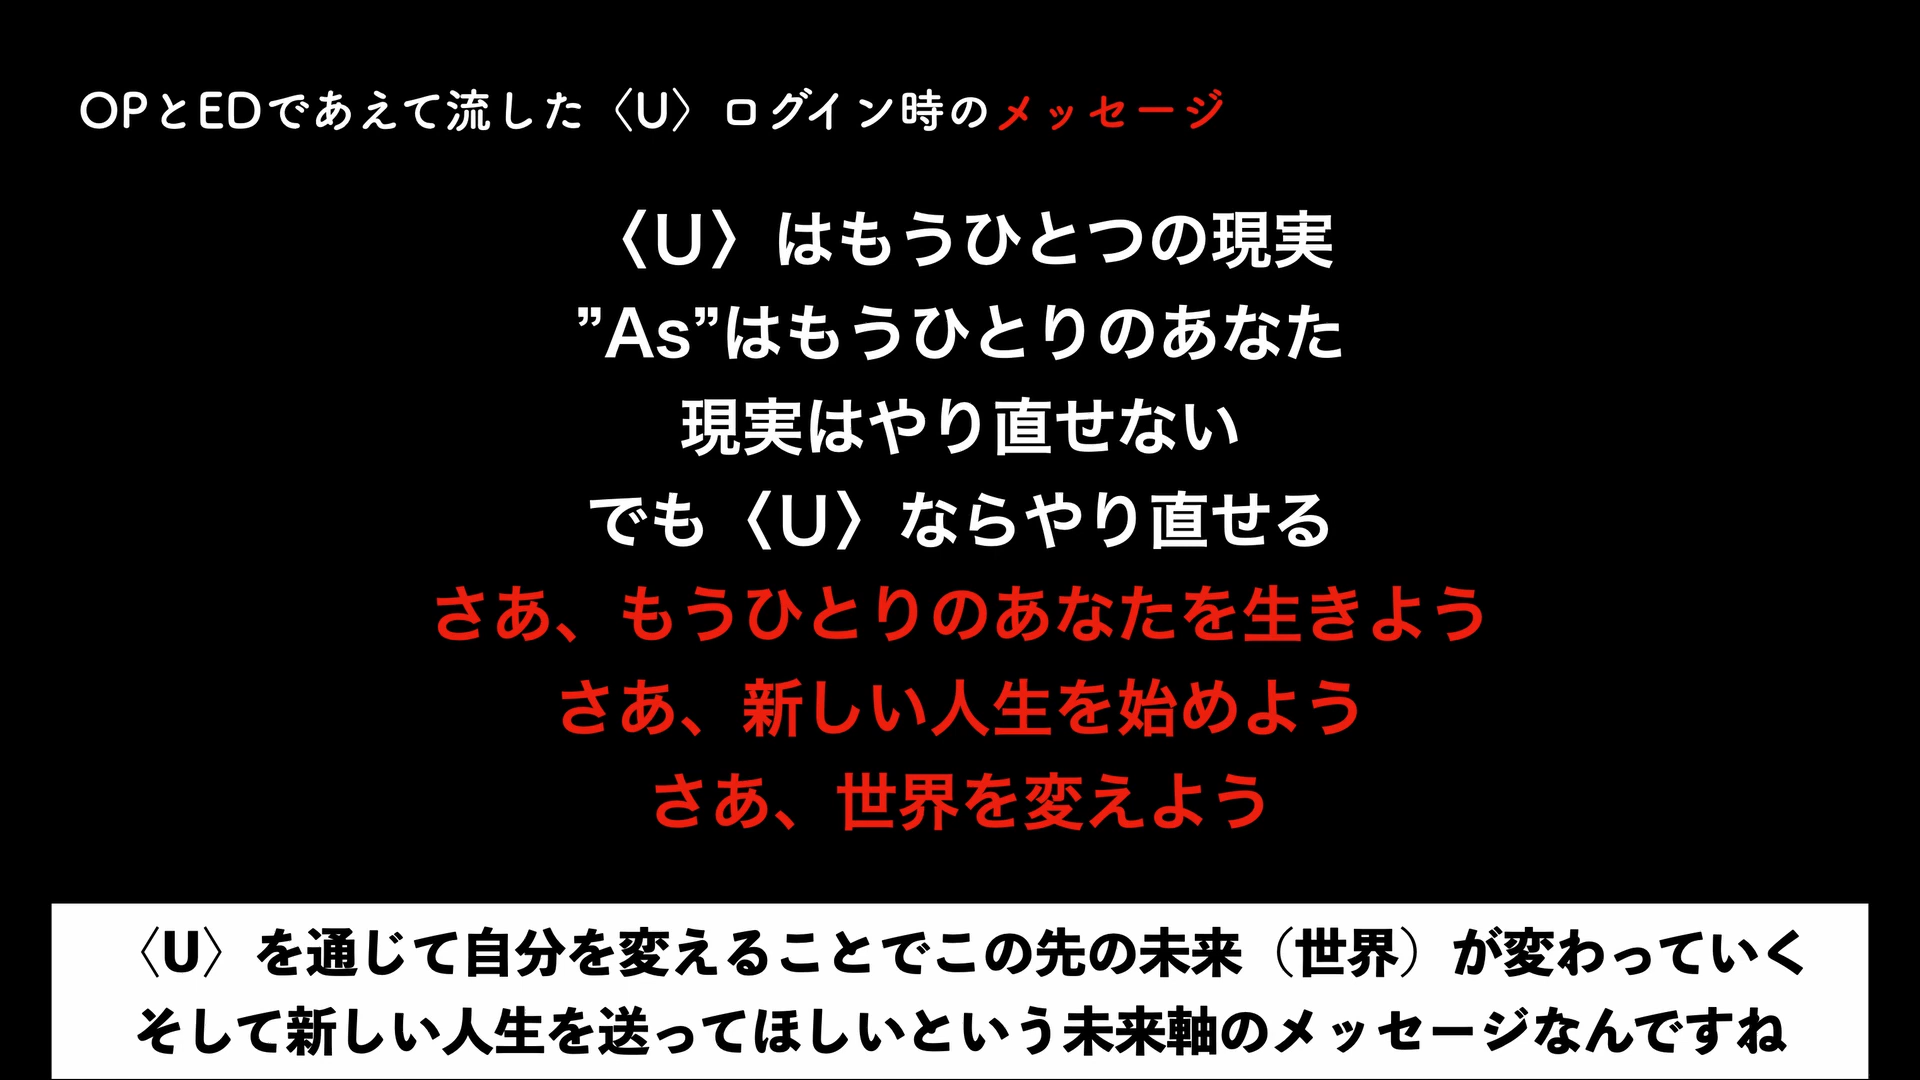 OPとEDであえて流した〈U〉ログイン時のメッセージ
〈U〉はもうひとつの現実
”As”はもうひとりのあなた
現実はやり直せない
でも〈U〉ならやり直せる
さあ、もうひとりのあなたを生きよう
さあ、新しい人生を始めよう
さあ、世界を変えよう
〈U〉を通じて自分を変えることでこの先の未来（世界）が変わっていく
そして新しい人生を送ってほしいという未来軸のメッセージなんですね